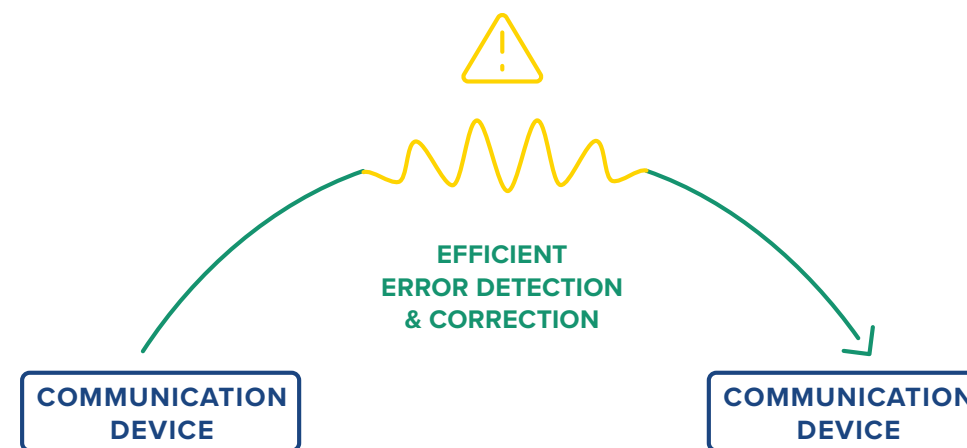 EFFICIENT
ERROR DETECTION
& CORRECTION
COMMUNICATION
DEVICE
COMMUNICATION
DEVICE